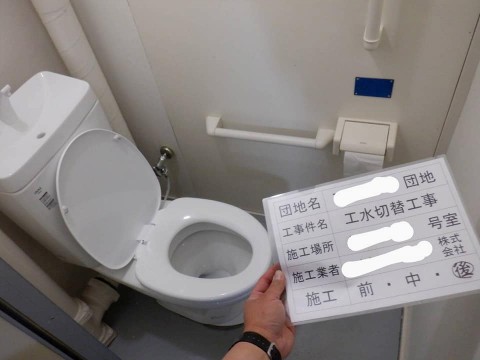 団地名 団地
工事件名 工水切替工事
施工場所 号室
施工業者 株式会社
施工 前・中・後